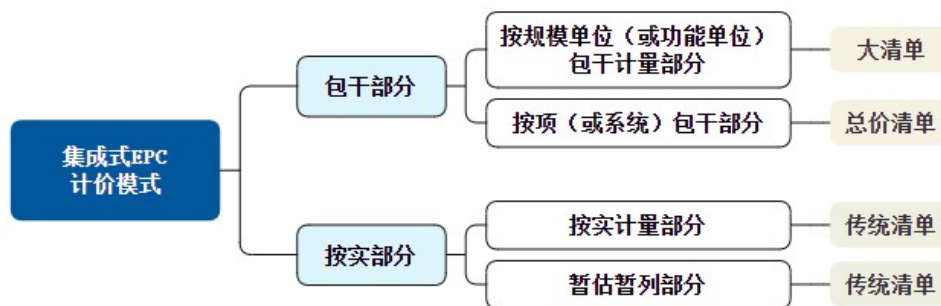 集成式EPC
计价模式
包干部分
按规模单位（或功能单位）
包干计量部分
大清单
按项（或系统）包干部分
总价清单
按实部分
按实计量部分
传统清单
暂估暂列部分
传统清单